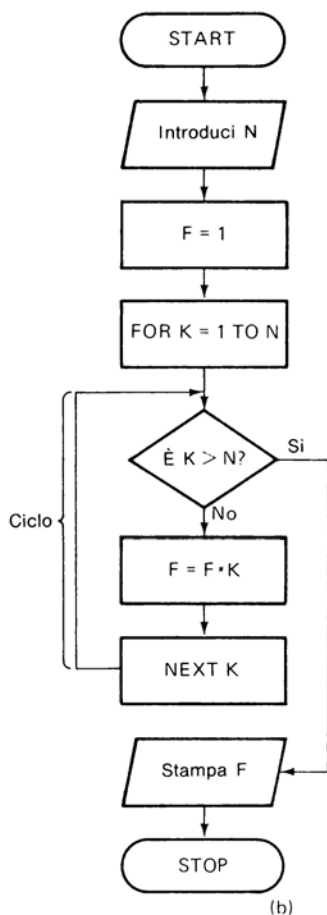 START
Introduci N
F = 1
FOR K = 1 TO N
È K > N?
Si
No
Ciclo
F = F*K
NEXT K
Stampa F
STOP
(b)